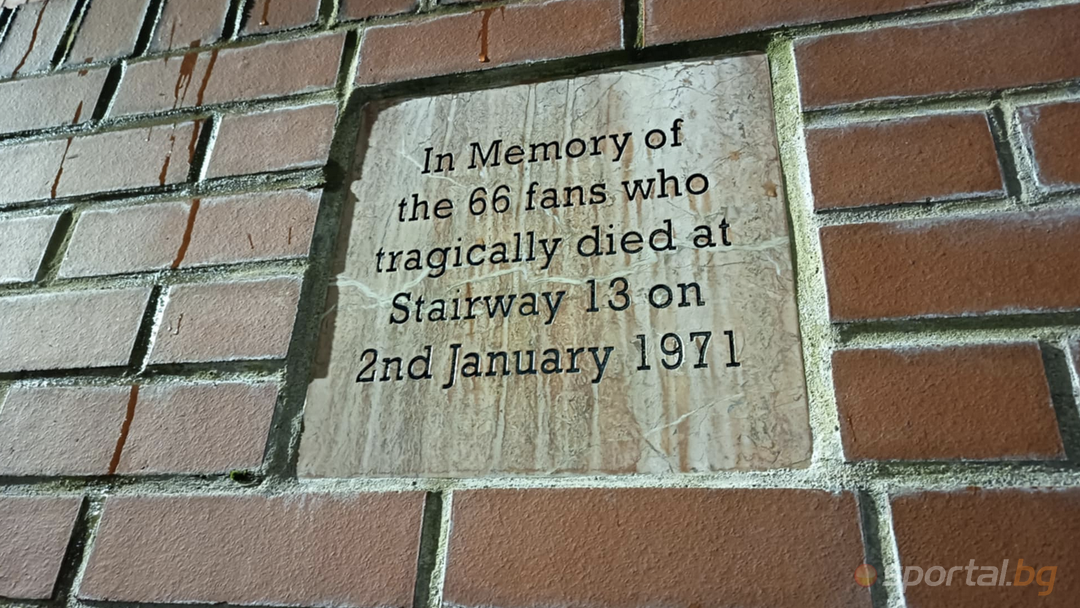 In Memory of
the 66 fans who
tragically died at
Stairway 13 on
2nd January 1971
sportal.bg